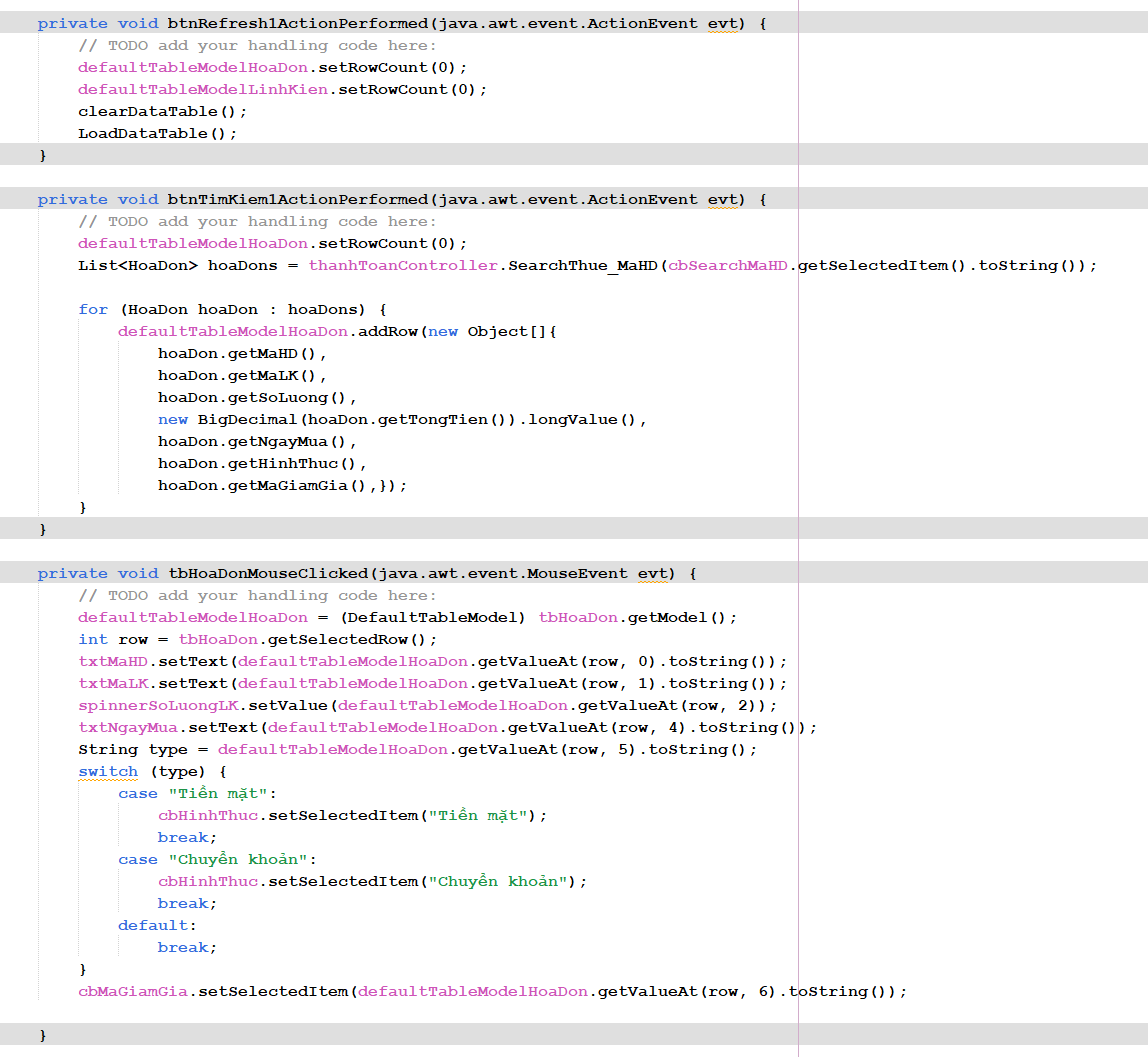 private void btnRefresh1ActionPerformed(java.awt.event.ActionEvent evt) {
// TODO add your handling code here:
defaultTableModelHoaDon.setRowCount(0);
defaultTableModelLinhKien.setRowCount(0);
clearDataTable();
LoadDataTable();
}
private void btnTimKiem1ActionPerformed(java.awt.event.ActionEvent evt) {
// TODO add your handling code here:
defaultTableModelHoaDon.setRowCount(0);
List<HoaDon> hoaDons = thanhToanController.SearchThue_MaHD(cbSearchMaHD.getSelectedItem().toString());
for (HoaDon hoaDon : hoaDons) {
defaultTableModelHoaDon.addRow(new Object[]{
hoaDon.getMaHD(),
hoaDon.getMaLK(),
hoaDon.getSoLuong(),
new BigDecimal(hoaDon.getTongTien()).longValue(),
hoaDon.getNgayMua(),
hoaDon.getHinhThuc(),
hoaDon.getMaGiamGia(),});
}
}
private void tbHoaDonMouseClicked(java.awt.event.MouseEvent evt) {
// TODO add your handling code here:
defaultTableModelHoaDon = (DefaultTableModel) tbHoaDon.getModel();
int row = tbHoaDon.getSelectedRow();
txtMaHD.setText(defaultTableModelHoaDon.getValueAt(row, 0).toString());
txtMaLK.setText(defaultTableModelHoaDon.getValueAt(row, 1).toString());
spinnerSoLuongLK.setValue(defaultTableModelHoaDon.getValueAt(row, 2));
txtNgayMua.setText(defaultTableModelHoaDon.getValueAt(row, 4).toString());
String type = defaultTableModelHoaDon.getValueAt(row, 5).toString();
switch (type) {
case "Tiền mặt":
cbHinhThuc.setSelectedItem("Tiền mặt");
break;
case "Chuyển khoản":
cbHinhThuc.setSelectedItem("Chuyển khoản");
break;
default:
break;
}
cbMaGiamGia.setSelectedItem(defaultTableModelHoaDon.getValueAt(row, 6).toString());
}